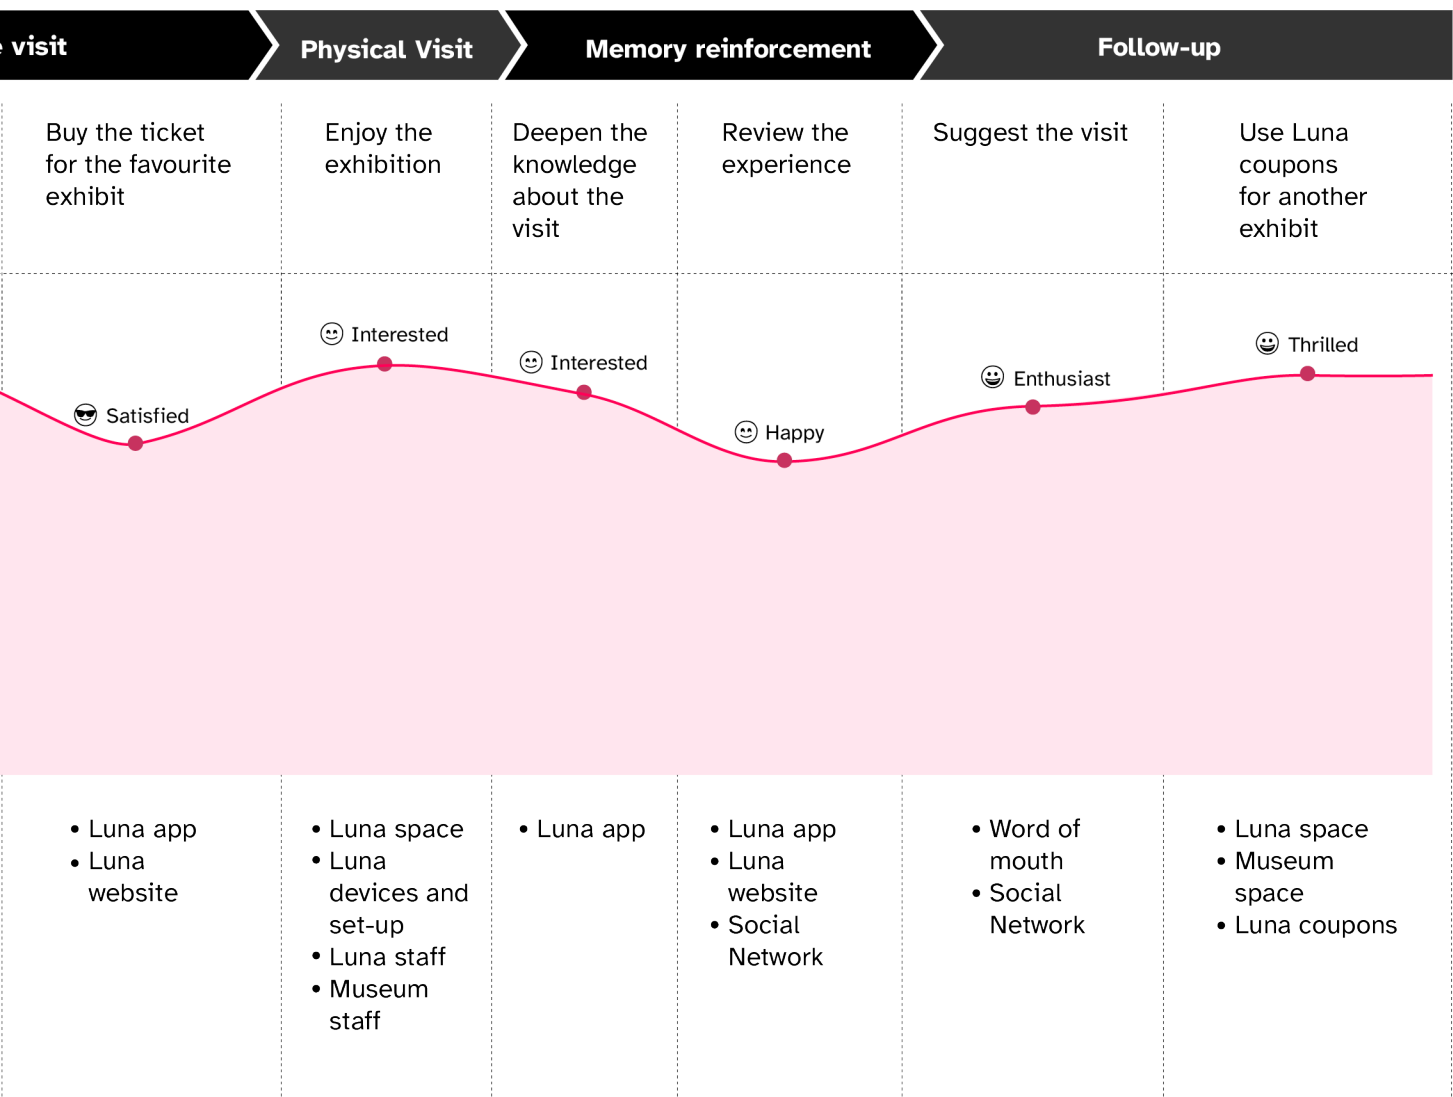 visit
Physical Visit
Memory reinforcement
Follow-up
Buy the ticket
for the favourite
exhibit
Enjoy the
exhibition
Deepen the
knowledge
about the
visit
Review the
experience
Suggest the visit
Use Luna
coupons
for another
exhibit
Satisfied
Interested
Interested
Happy
Enthusiast
Thrilled
• Luna app
• Luna
website
• Luna space
• Luna
devices and
set-up
• Luna staff
• Museum
staff
• Luna app
• Luna app
• Luna
website
• Social
Network
• Word of
mouth
• Social
Network
• Luna space
• Museum
space
• Luna coupons